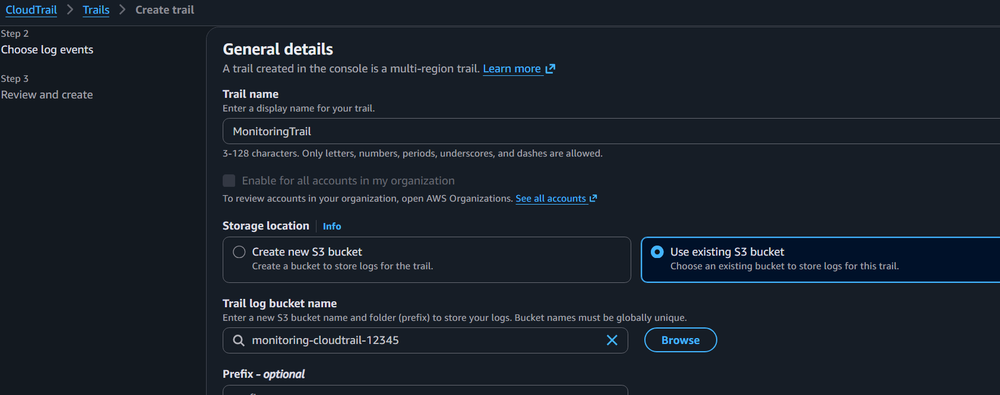 CloudTrail > Trails > Create trail
Step 2
Choose log events
Step 3
Review and create
General details
A trail created in the console is a multi-region trail. Learn more
Trail name
Enter a display name for your trail.
MonitoringTrail
3-128 characters. Only letters, numbers, periods, underscores, and dashes are allowed.
Enable for all accounts in my organization
To review accounts in your organization, open AWS Organizations. See all accounts
Storage location | Info
Create new S3 bucket
Create a bucket to store logs for the trail.
Use existing S3 bucket
Choose an existing bucket to store logs for this trail.
Trail log bucket name
Enter a new S3 bucket name and folder (prefix) to store your logs. Bucket names must be globally unique.
monitoring-cloudtrail-12345
Browse
Prefix - optional